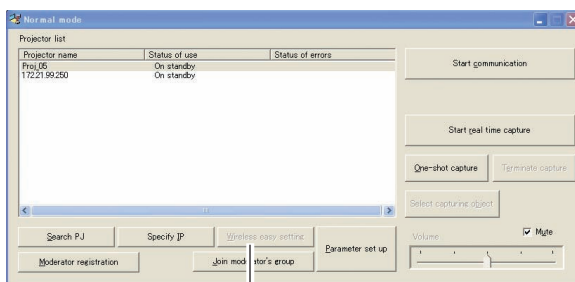 Normal mode
Projector list
Projector name Status of use Status of errors
Proj_05 On standby
172.21.99.250 On standby
Start communication
Start real time capture
One-shot capture Terminate capture
Select capturing object
Search PJ Specify IP Wireless easy setting
Parameter set up
Moderator registration Join moderator's group
Volume Mute